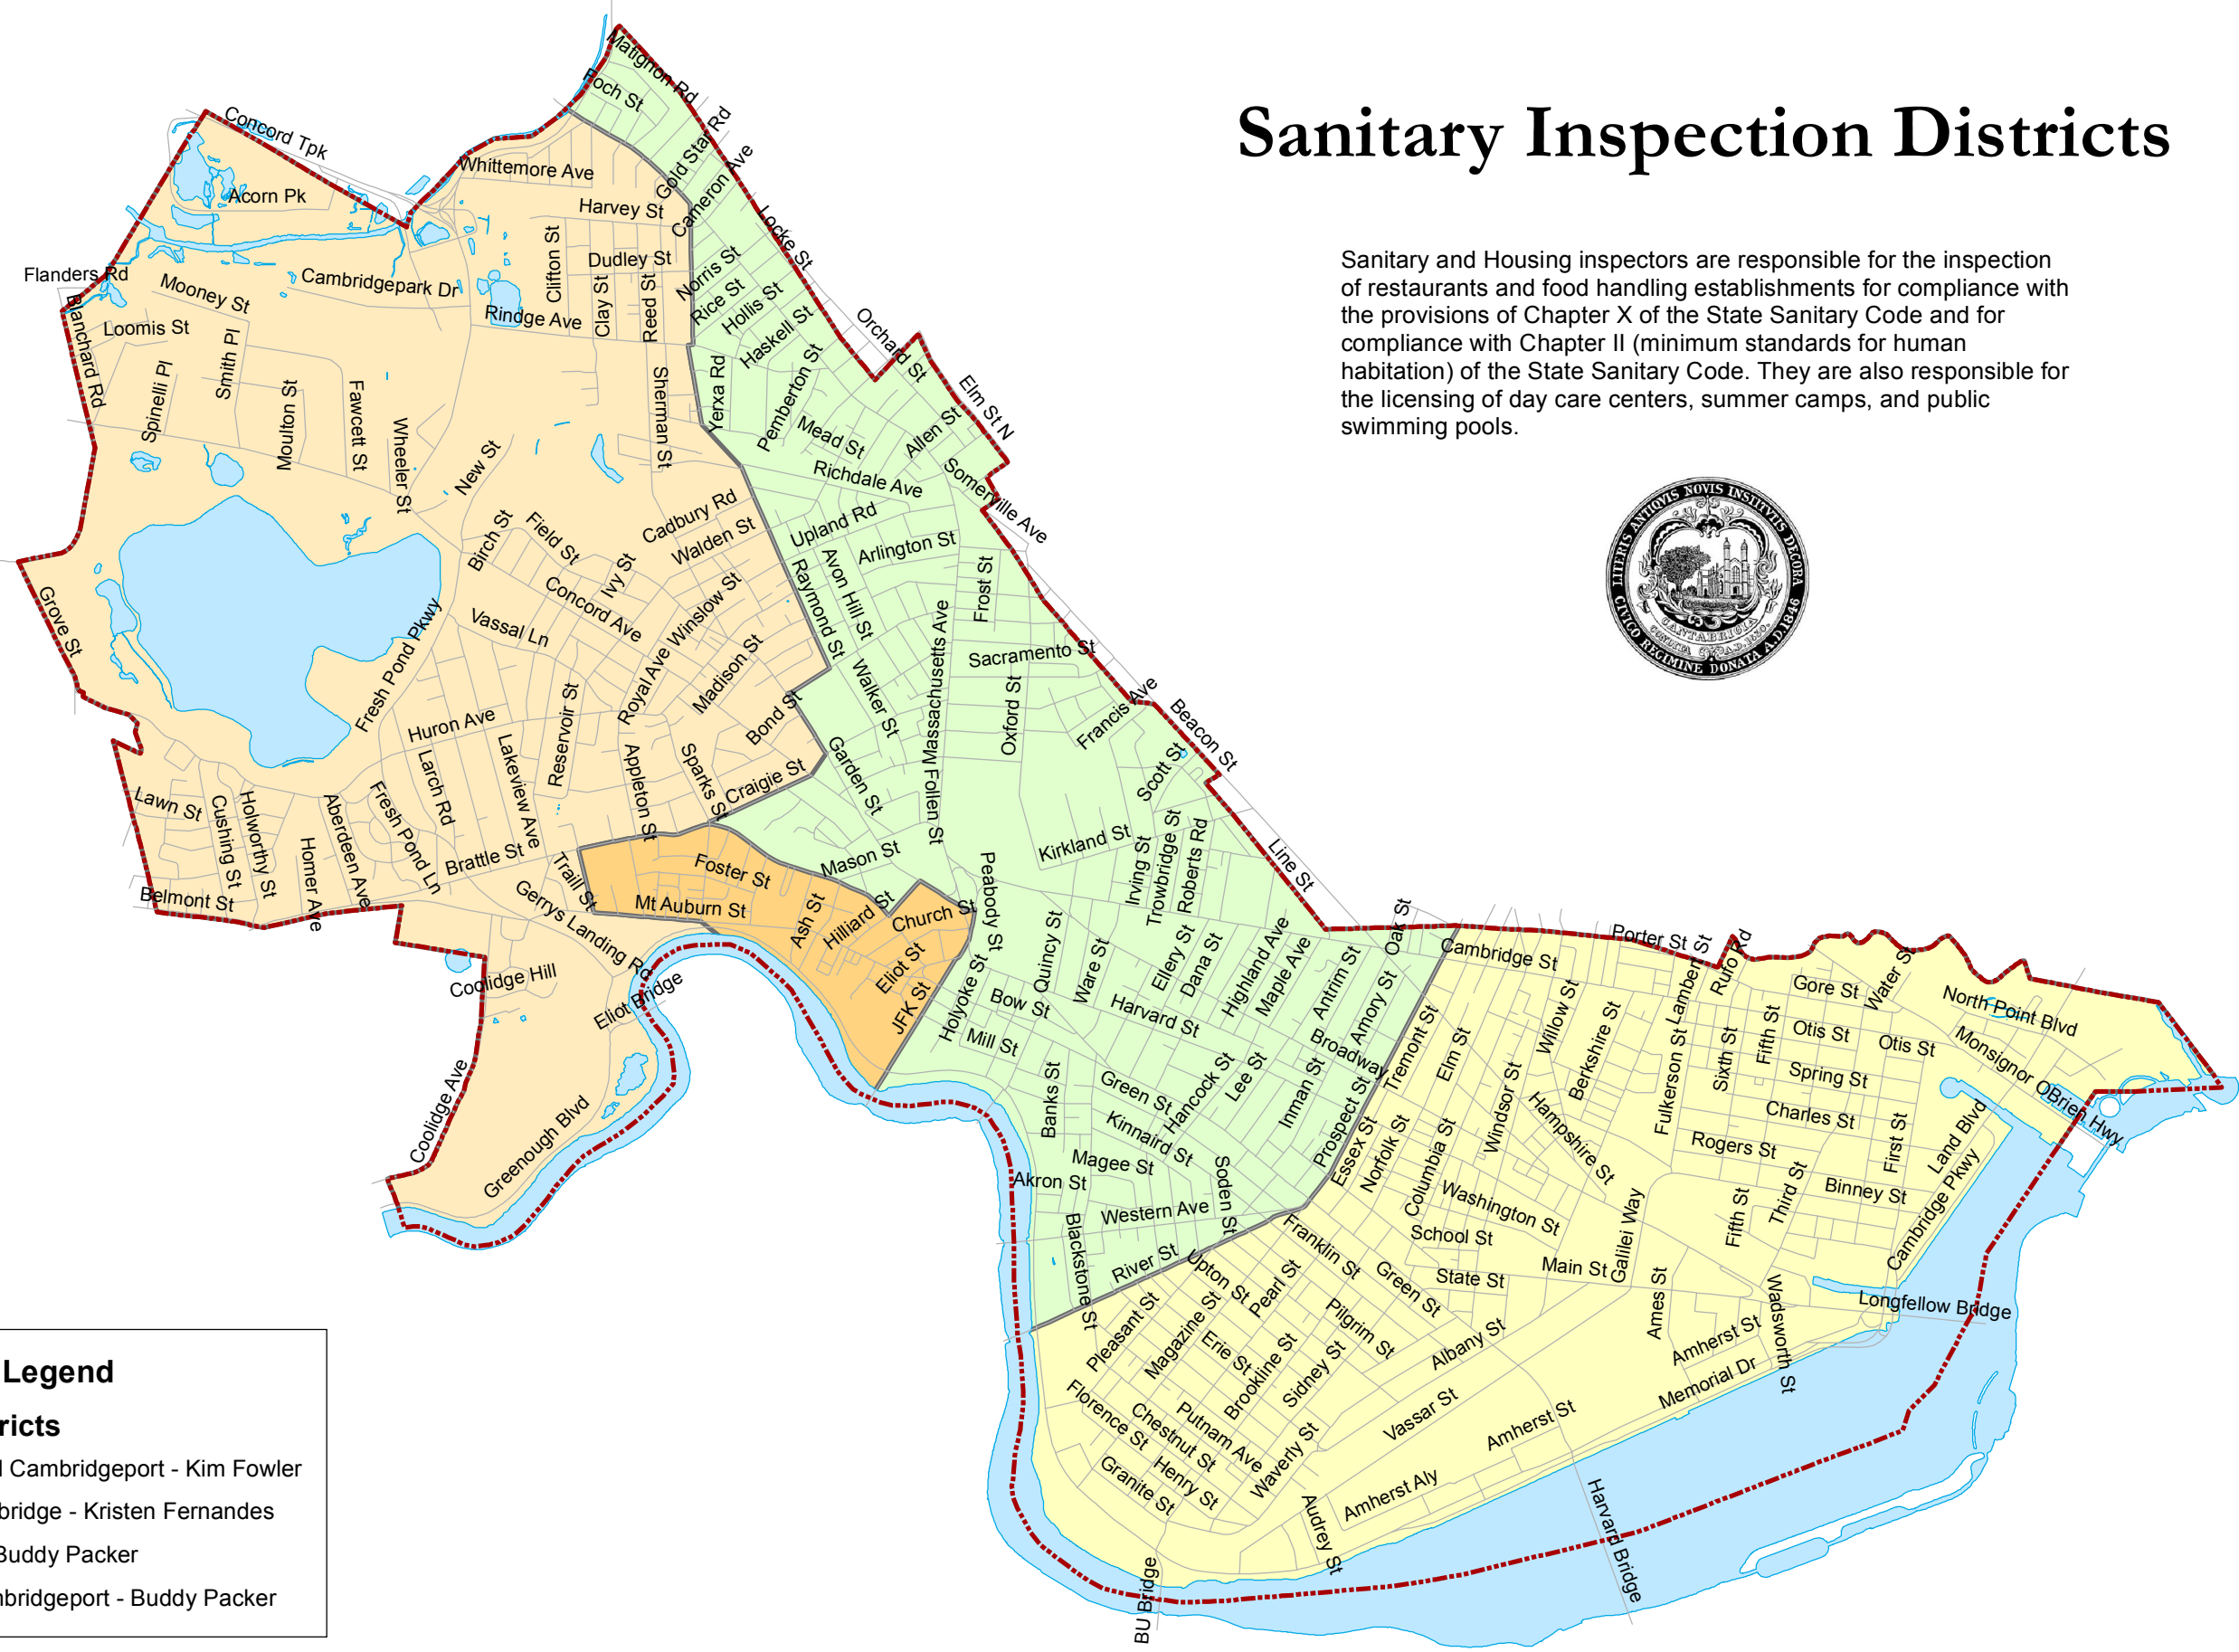 Sanitary Inspection Districts
Sanitary and Housing inspectors are responsible for the inspection
of restaurants and food handling establishments for compliance with
the provisions of Chapter X of the State Sanitary Code and for
compliance with Chapter II (minimum standards for human
habitation) of the State Sanitary Code. They are also responsible for
the licensing of day care centers, summer camps, and public
swimming pools.
LITERIS ANTIQVIS NOVIS INSTITVTIS DECORA
CIVICO REGIMINE DONATA A.D. 1846
CANTABRIGIA
CONDITA A.D. 1630.
Matignon Rd
Foch St
Concord Tpk
Gold Star Rd
Cameron Ave
Whittemore Ave
Acorn Pk
Harvey St
Locke St
Flanders Rd
Mooney St
Cambridgepark Dr
Clifton St
Dudley St
Norris St
Rice St
Hollis St
Haskell St
Clay St
Reed St
Rindge Ave
Loomis St
Blanchard Rd
Smith Pl
Spinelli Pl
Moulton St
Fawcett St
Wheeler St
New St
Sherman St
Yerxa Rd
Pemberton St
Orchard St
Elm St N
Mead St
Allen St
Richdale Ave
Somerville Ave
Cadbury Rd
Walden St
Upland Rd
Arlington St
Birch St
Field St
Ivy St
Concord Ave
Winslow St
Raymond St
Avon Hill St
Frost St
Grove St
Vassal Ln
Fresh Pond Pkwy
Royal Ave
Madison St
Sacramento St
Massachusetts Ave
Walker St
Oxford St
Francis Ave
Beacon St
Huron Ave
Reservoir St
Bond St
Lakeview Ave
Larch Rd
Appleton St
Sparks St
Craigie St
Garden St
Follen St
Scott St
Lawn St
Cushing St
Holworthy St
Homer Ave
Aberdeen Ave
Fresh Pond Ln
Brattle St
Traill St
Foster St
Mason St
Kirkland St
Irving St
Trowbridge St
Roberts Rd
Line St
Belmont St
Gerrys Landing Rd
Mt Auburn St
Ash St
Hilliard St
Church St
Peabody St
Quincy St
Ware St
Ellery St
Dana St
Highland Ave
Maple Ave
Antrim St
Oak St
Amory St
Cambridge St
Porter St
Lambert St
Rufo Rd
Coolidge Hill
Eliot Bridge
Eliot St
JFK St
Holyoke St
Bow St
Mill St
Harvard St
Broadway
Tremont St
Elm St
Willow St
Berkshire St
Gore St
Water St
North Point Blvd
Otis St
Otis St
Monsignor OBrien Hwy
Fulkerson St
Sixth St
Fifth St
Spring St
Charles St
Rogers St
First St
Land Blvd
Cambridge Pkwy
Coolidge Ave
Greenough Blvd
Banks St
Green St
Hancock St
Lee St
Inman St
Prospect St
Essex St
Norfolk St
Columbia St
Windsor St
Hampshire St
Kinnaird St
Magee St
Akron St
Western Ave
Soden St
Blackstone St
River St
Washington St
School St
State St
Main St
Galilei Way
Fifth St
Third St
Binney St
Franklin St
Green St
Upton St
Pearl St
Pleasant St
Magazine St
Erie St
Pilgrim St
Brookline St
Sidney St
Albany St
Vassar St
Ames St
Amherst St
Wadsworth St
Longfellow Bridge
Memorial Dr
Florence St
Chestnut St
Putnam Ave
Waverly St
Henry St
Granite St
Amherst St
Amherst Aly
Audrey St
BU Bridge
Harvard Bridge
Legend
ricts
Cambridgeport - Kim Fowler
bridge - Kristen Fernandes
Buddy Packer
bridgeport - Buddy Packer